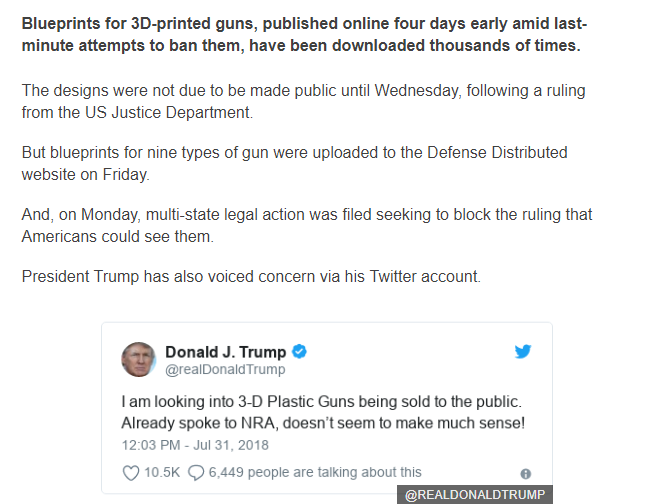 Blueprints for 3D-printed guns, published online four days early amid last-
minute attempts to ban them, have been downloaded thousands of times.
The designs were not due to be made public until Wednesday, following a ruling
from the US Justice Department.
But blueprints for nine types of gun were uploaded to the Defense Distributed
website on Friday.
And, on Monday, multi-state legal action was filed seeking to block the ruling that
Americans could see them.
President Trump has also voiced concern via his Twitter account.
Donald J. Trump
@realDonaldTrump
I am looking into 3-D Plastic Guns being sold to the public.
Already spoke to NRA, doesn't seem to make much sense!
12:03 PM - Jul 31, 2018
10.5K 6,449 people are talking about this
@REALDONALDTRUMP